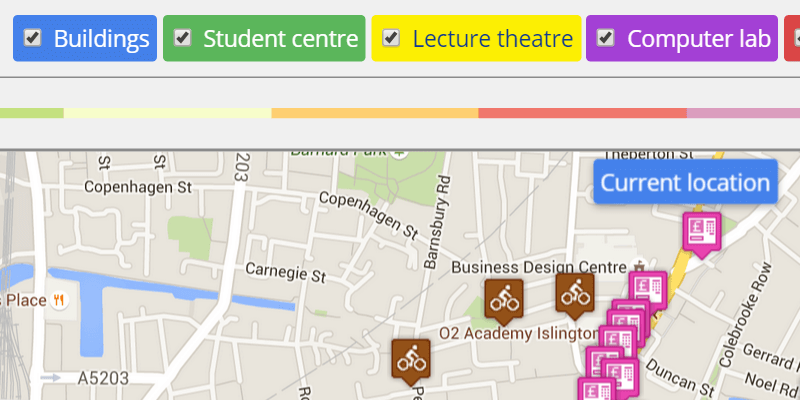 Buildings
Student centre
Lecture theatre
Computer lab
Barnard Park
Theberton St
Current location
St
St
203
Copenhagen St
Copenhagen St
Barnsbury Rd
Carnegie St
Business Design Centre
s Place
O2 Academy Islington
Colebrooke Row
A5203
Duncan St
Gerrard
Noel Rd